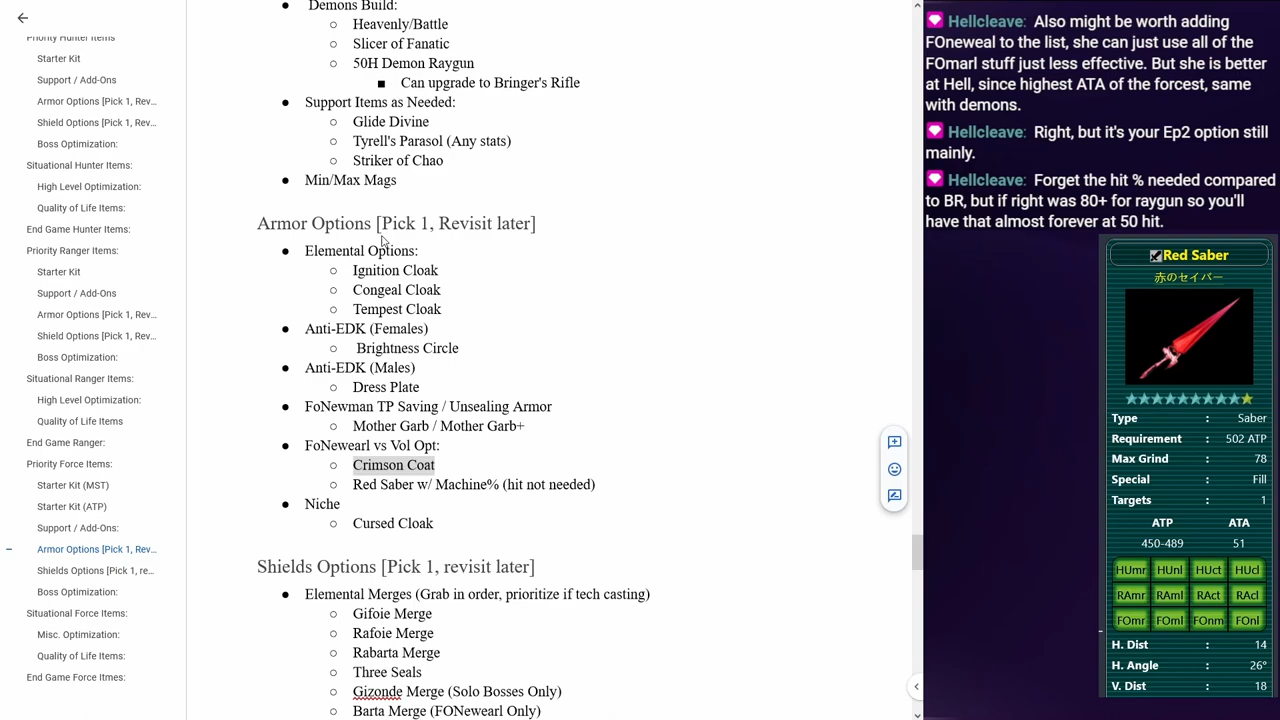 Priority Hunter Items
Starter Kit
Support / Add-Ons
Armor Options [Pick 1, Rev...
Shield Options [Pick 1, Rev...
Boss Optimization:
Situational Hunter Items:
High Level Optimization:
Quality of Life Items:
End Game Hunter Items:
Priority Ranger Items:
Starter Kit
Support / Add-Ons
Armor Options [Pick 1, Rev...
Shield Options [Pick 1, Rev...
Boss Optimization:
Situational Ranger Items:
High Level Optimization:
Quality of Life Items
End Game Ranger:
Priority Force Items:
Starter Kit (MST)
Starter Kit (ATP)
Support / Add-Ons:
Armor Options [Pick 1, Rev...
Shields Options [Pick 1, re...
Boss Optimization:
Situational Force Items:
Misc. Optimization:
Quality of Life Items:
End Game Force Itmes:
Demons Build:
Heavenly/Battle
Slicer of Fanatic
50H Demon Raygun
Can upgrade to Bringer's Rifle
Support Items as Needed:
Glide Divine
Tyrell's Parasol (Any stats)
Striker of Chao
Min/Max Mags
Armor Options [Pick 1, Revisit later]
Elemental Options:
Ignition Cloak
Congeal Cloak
Tempest Cloak
Anti-EDK (Females)
Brightness Circle
Anti-EDK (Males)
Dress Plate
FoNewman TP Saving / Unsealing Armor
Mother Garb / Mother Garb+
FoNewearl vs Vol Opt:
Crimson Coat
Red Saber w/ Machine% (hit not needed)
Niche
Cursed Cloak
Shields Options [Pick 1, revisit later]
Elemental Merges (Grab in order, prioritize if tech casting)
Gifoie Merge
Rafoie Merge
Rabarta Merge
Three Seals
Gizonde Merge (Solo Bosses Only)
Barta Merge (FONewearl Only)
Hellcleave: Also might be worth adding
FOneweal to the list, she can just use all of the
FOmarl stuff just less effective. But she is better
at Hell, since highest ATA of the forcest, same
with demons.
Hellcleave: Right, but it's your Ep2 option still
mainly.
Hellcleave: Forget the hit % needed compared
to BR, but if right was 80+ for raygun so you'll
have that almost forever at 50 hit.
Red Saber
赤のセイバー
Type : Saber
Requirement : 502 ATP
Max Grind : 78
Special : Fill
Targets : 1
ATP ATA
450-489 51
HUmr HUnl HUct HUcl
RAmr RAml RAct RAcl
FOmr FOml FOnm FOnl
H. Dist : 14
H. Angle : 26°
V. Dist : 18